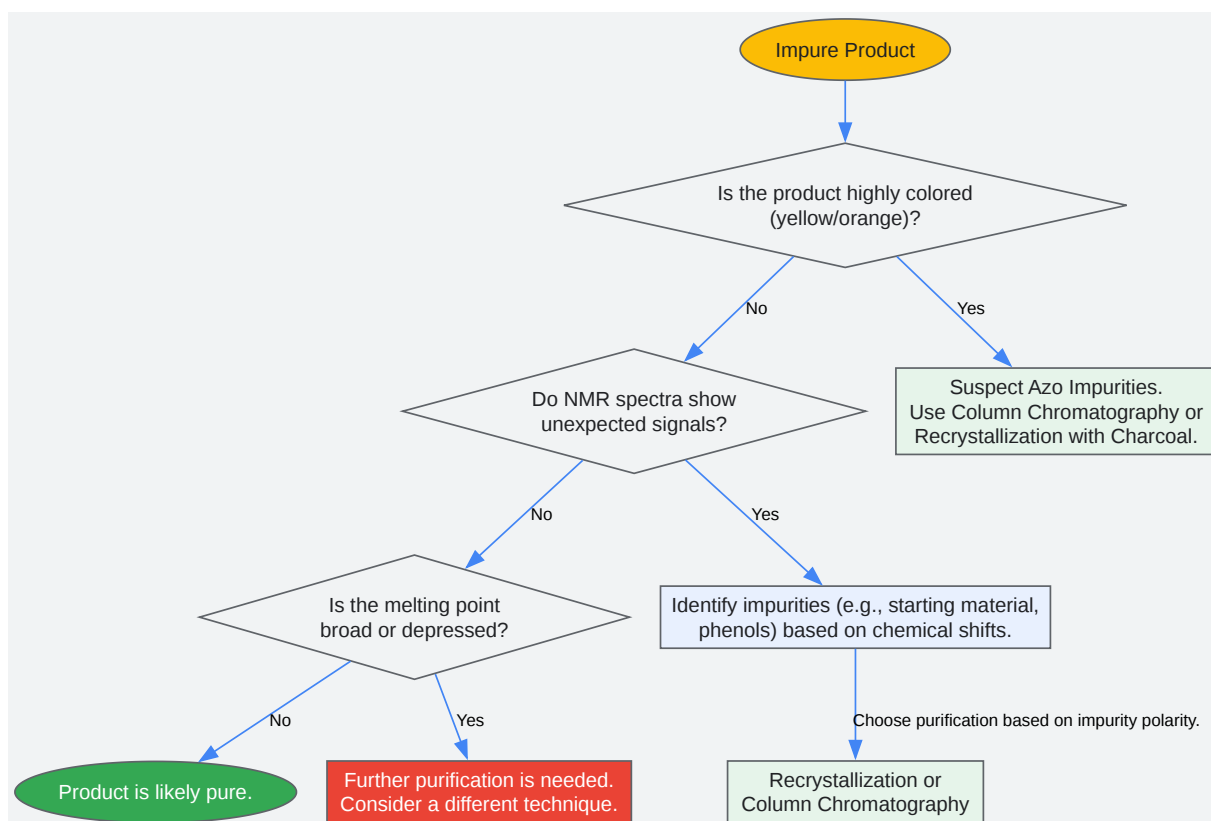 Impure Product
Is the product highly colored
(yellow/orange)?
No
Yes
Do NMR spectra show
unexpected signals?
Suspect Azo Impurities.
Use Column Chromatography or
Recrystallization with Charcoal.
No
Yes
Is the melting point
broad or depressed?
Identify impurities (e.g., starting material,
phenols) based on chemical shifts.
No
Yes
Choose purification based on impurity polarity.
Product is likely pure.
Further purification is needed.
Consider a different technique.
Recrystallization or
Column Chromatography